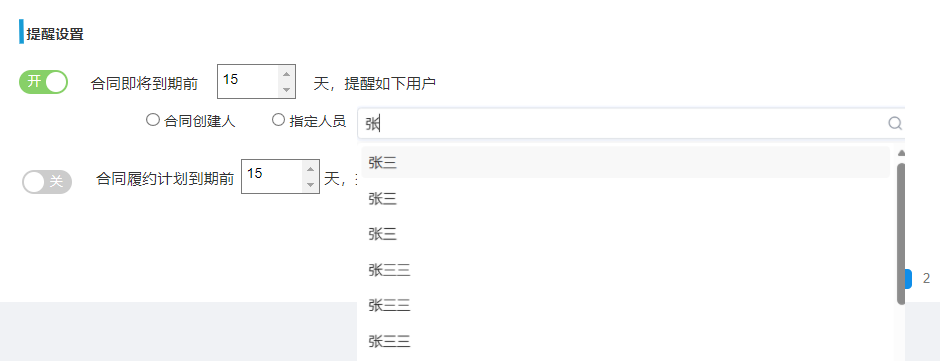 提醒设置
开 合同即将到期前 15 天，提醒如下用户
合同创建人 指定人员 张
张三
关 合同履约计划到期前 15 天，
张三
张三
张三三
2
张三三
张三三